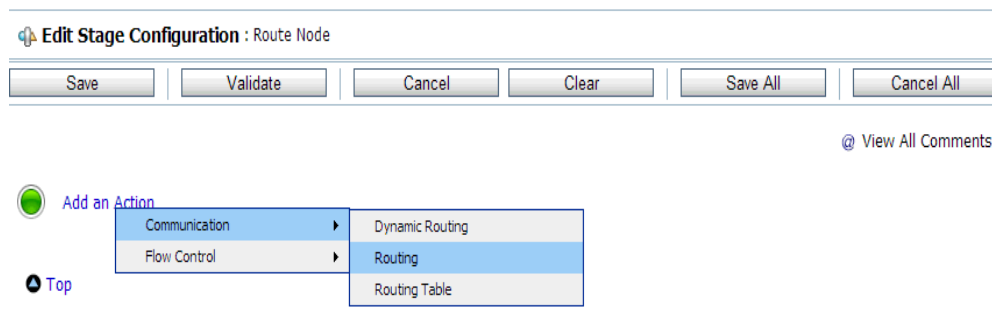 Edit Stage Configuration : Route Node
Save Validate Cancel Clear Save All Cancel All
@ View All Comments
Add an Action
Communication Dynamic Routing
Flow Control Routing
Routing Table
Top